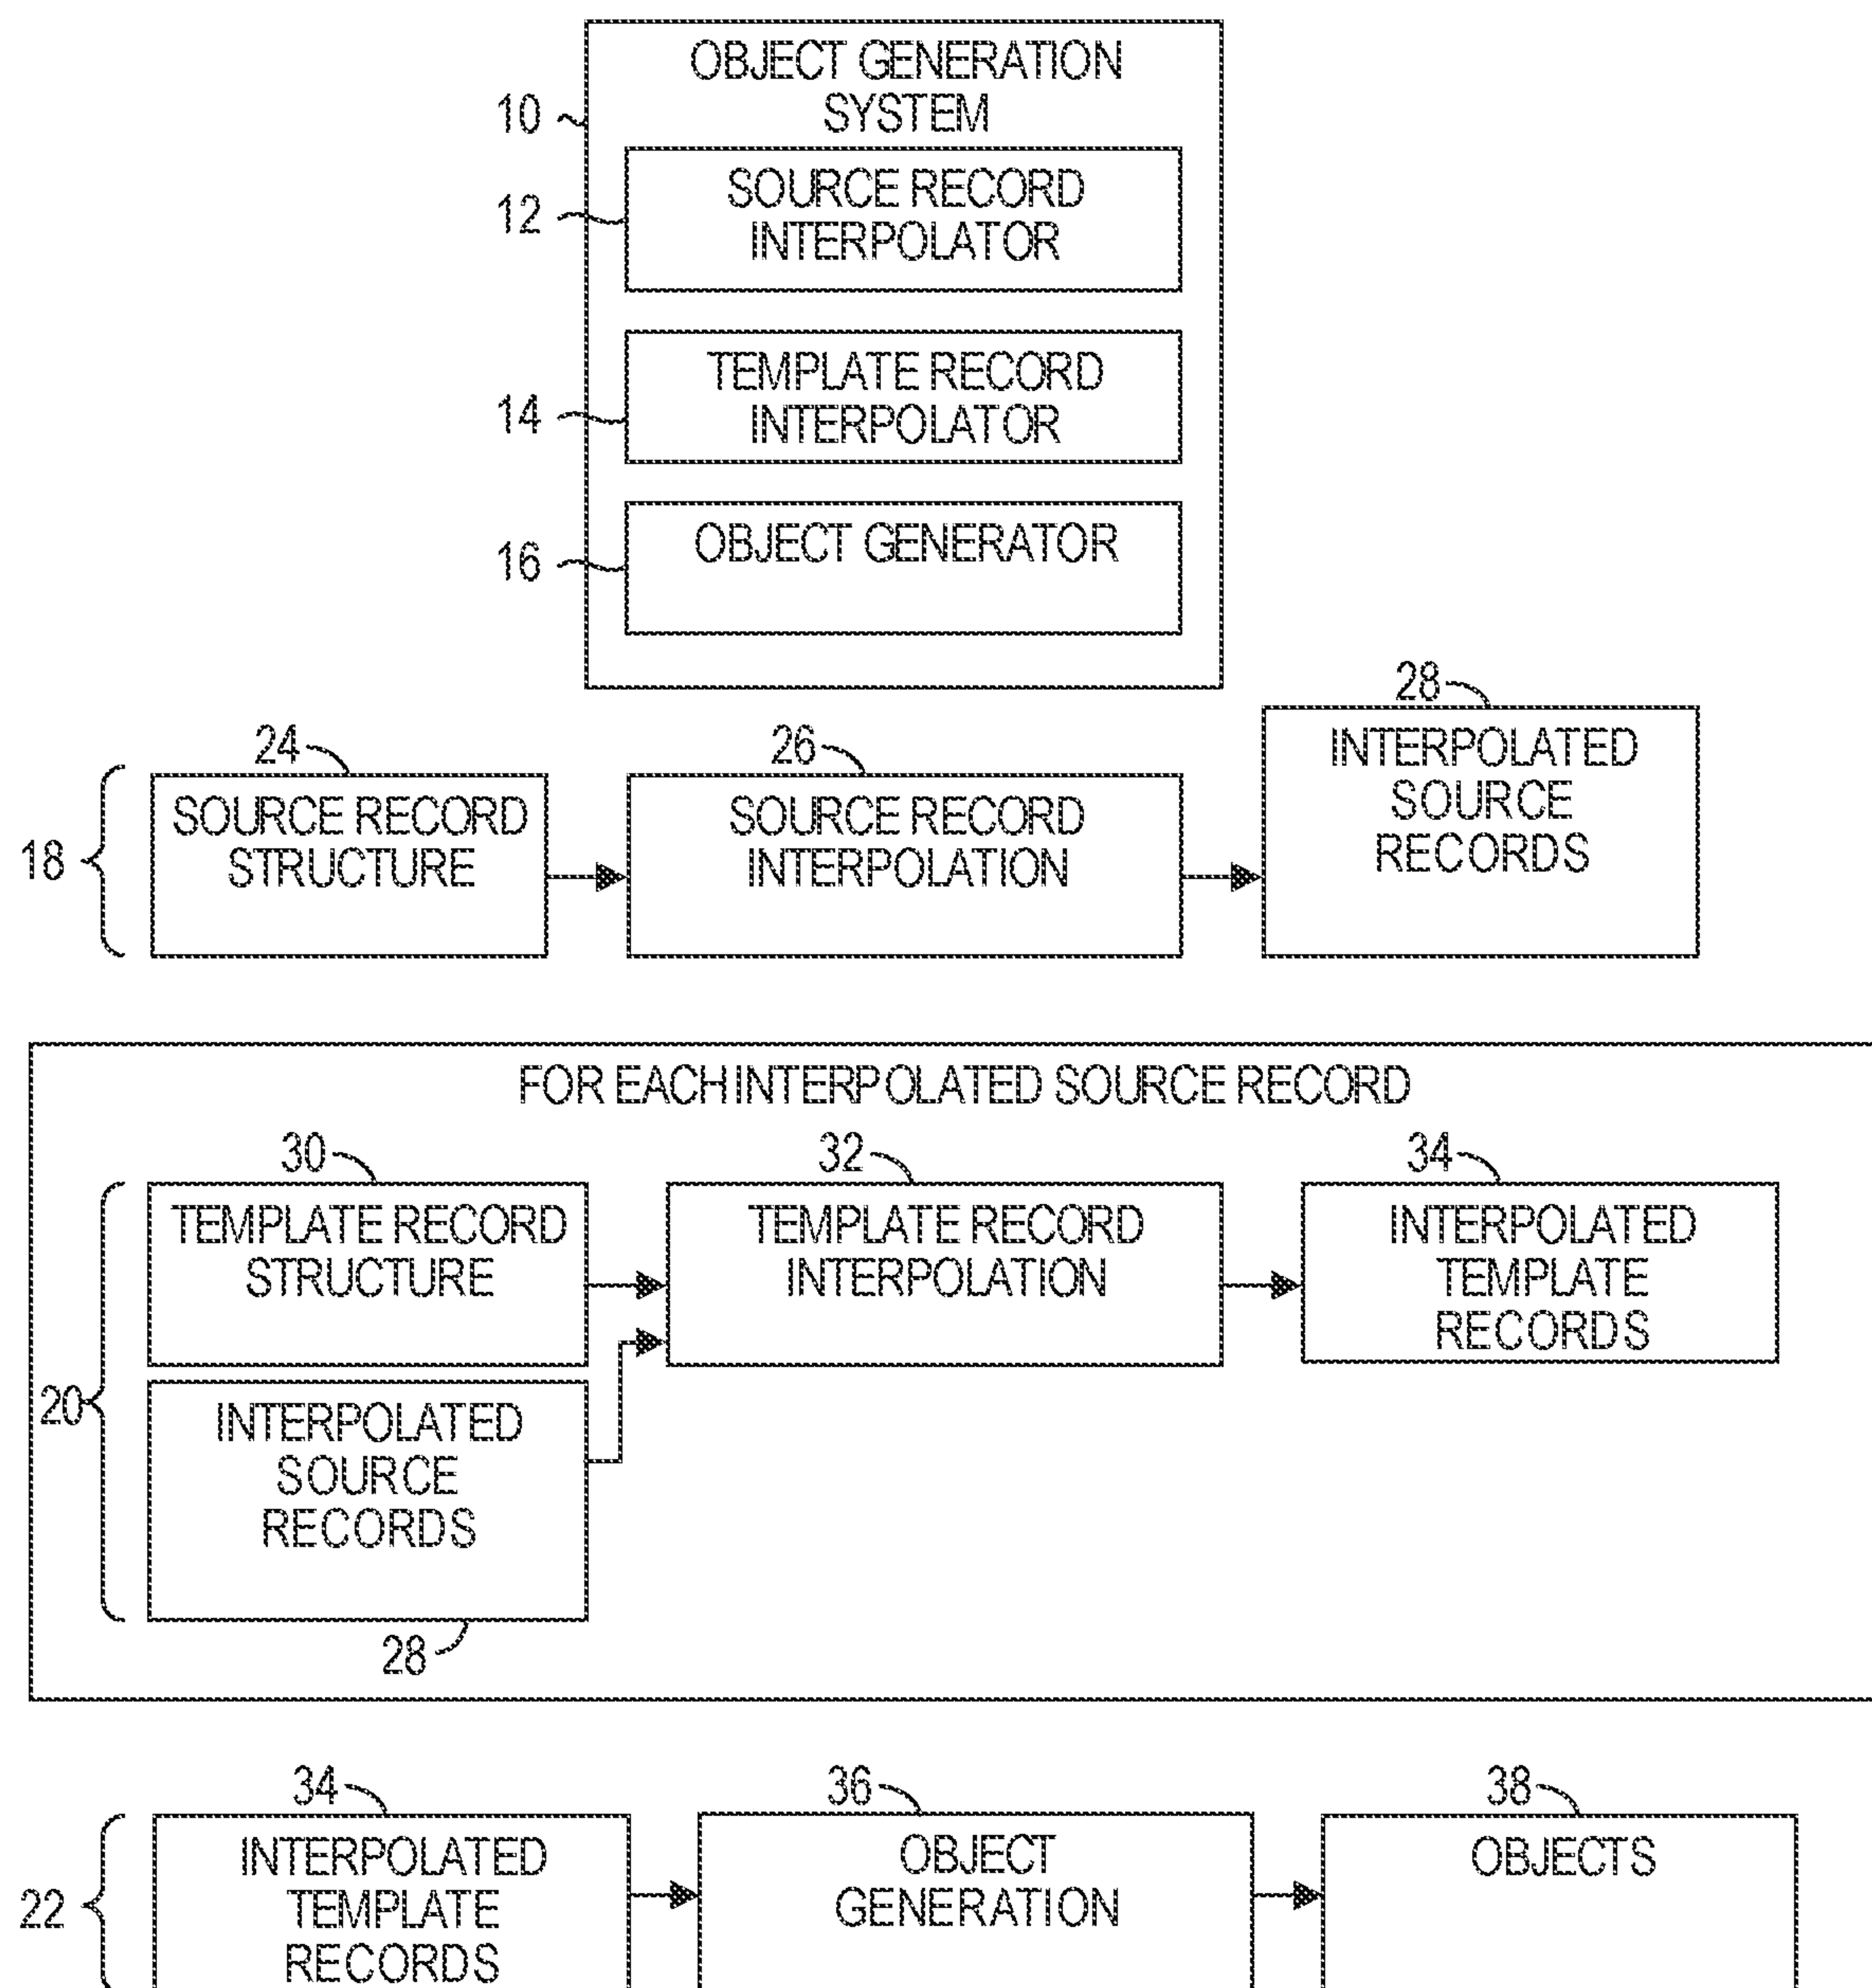 OBJECT GENERATION
SYSTEM
10
SOURCE RECORD
INTERPOLATOR
12
TEMPLATE RECORD
INTERPOLATOR
14
OBJECT GENERATOR
16
18
24
SOURCE RECORD
STRUCTURE
26
SOURCE RECORD
INTERPOLATION
28
INTERPOLATED
SOURCE
RECORDS
FOR EACH INTERPOLATED SOURCE RECORD
20
30
TEMPLATE RECORD
STRUCTURE
32
TEMPLATE RECORD
INTERPOLATION
34
INTERPOLATED
TEMPLATE
RECORDS
INTERPOLATED
SOURCE
RECORDS
28
22
34
INTERPOLATED
TEMPLATE
RECORDS
36
OBJECT
GENERATION
38
OBJECTS